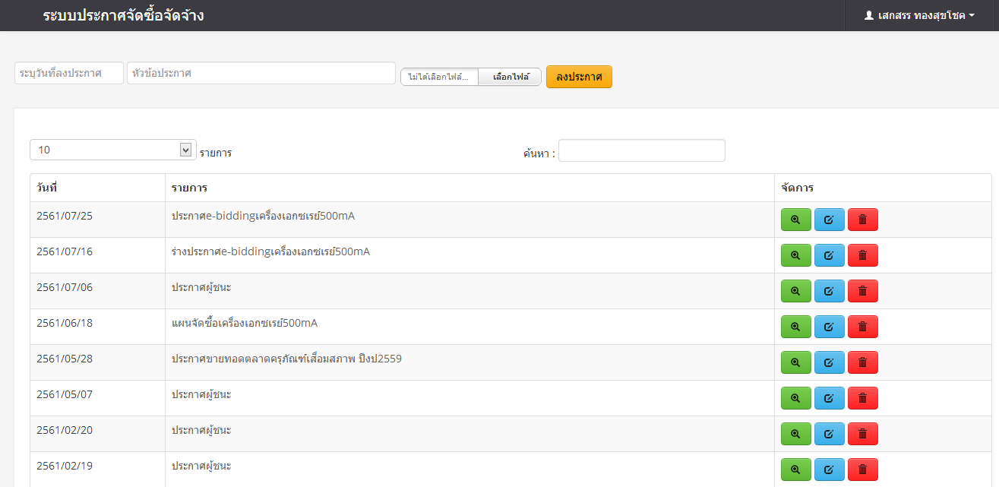 ระบบประกาศจัดซื้อจัดจ้าง
เสกสรร ทองสุขโชค
ระบุวันที่ลงประกาศ หัวข้อประกาศ ไม่ได้เลือกไฟล์... เลือกไฟล์ ลงประกาศ
10 รายการ ค้นหา :
วันที่ รายการ จัดการ
2561/07/25 ประกาศe-biddingเครื่องเอกซเรย์500mA
2561/07/16 ร่างประกาศe-biddingเครื่องเอกซเรย์500mA
2561/07/06 ประกาศผู้ชนะ
2561/06/18 แผนจัดซื้อเครื่องเอกซเรย์500mA
2561/05/28 ประกาศขายทอดตลาดครุภัณฑ์เสื่อมสภาพ ปีงป2559
2561/05/07 ประกาศผู้ชนะ
2561/02/20 ประกาศผู้ชนะ
2561/02/19 ประกาศผู้ชนะ